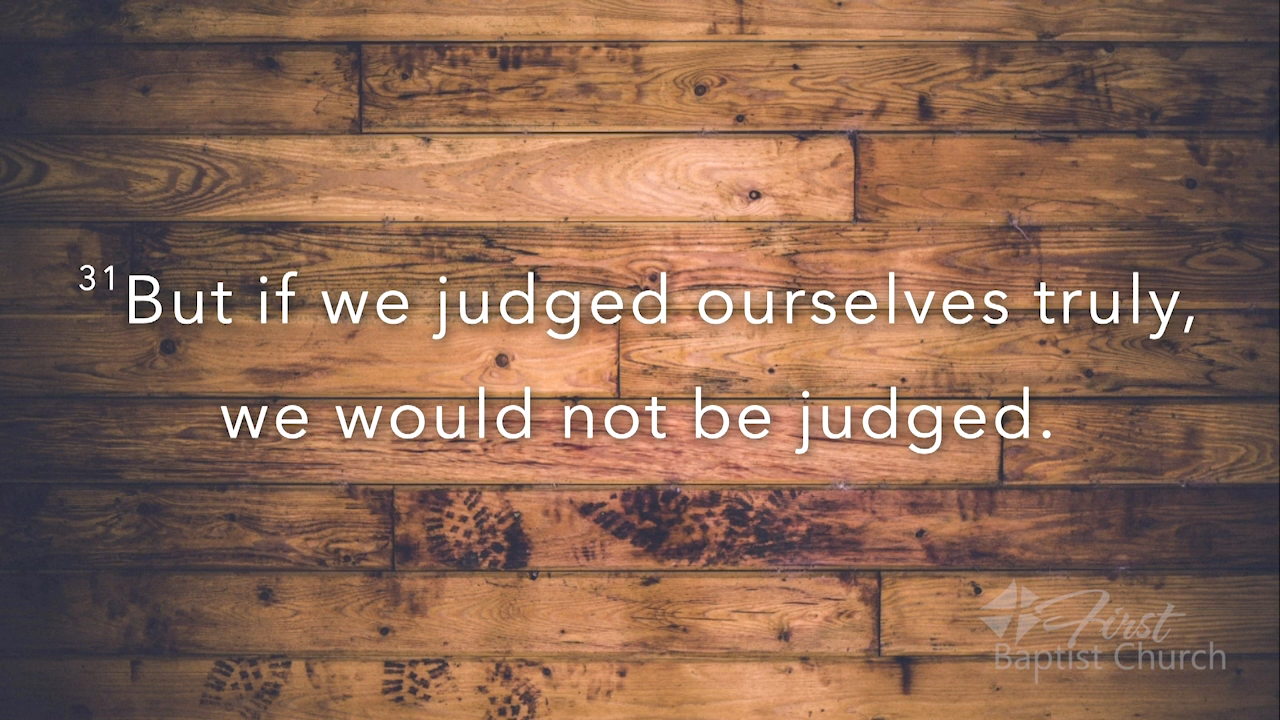 ³¹But if we judged ourselves truly,
we would not be judged.
First
Baptist Church